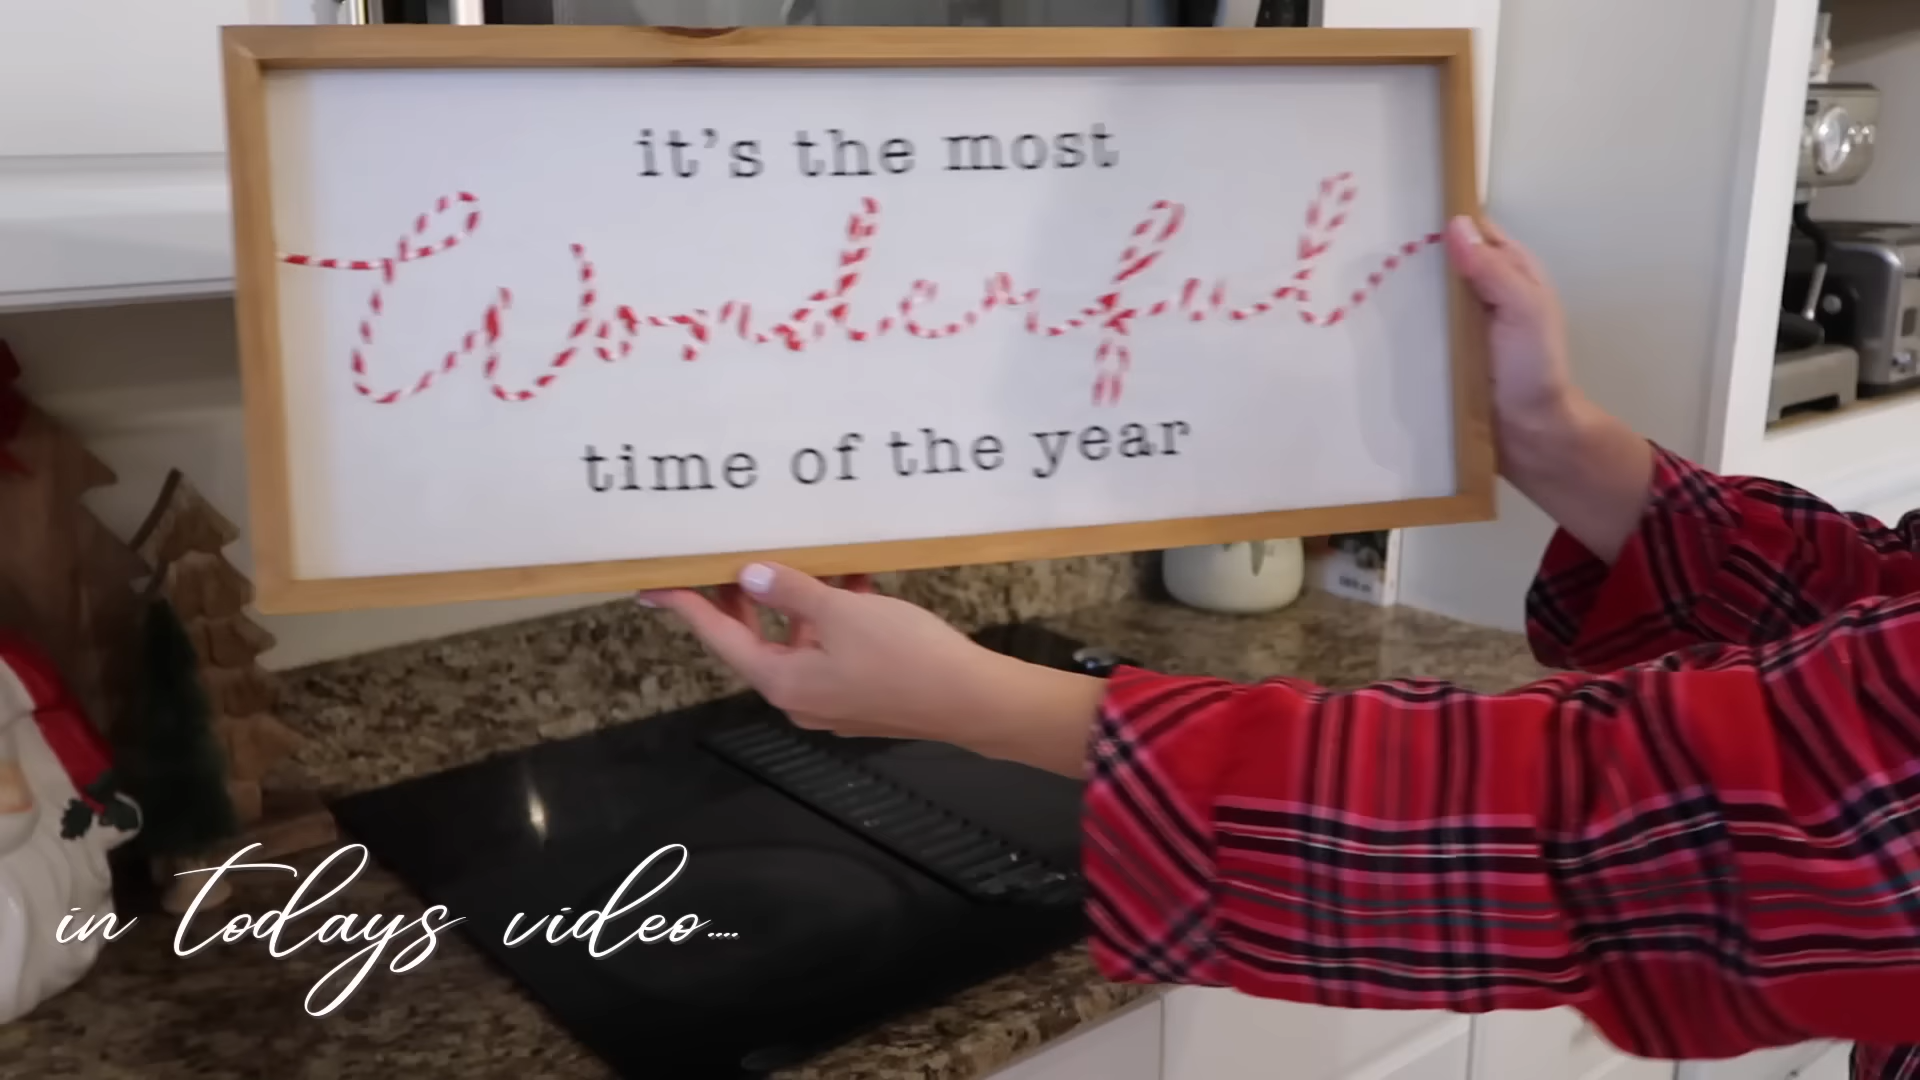 it's the most
Wonderful
time of the year
in todays video....